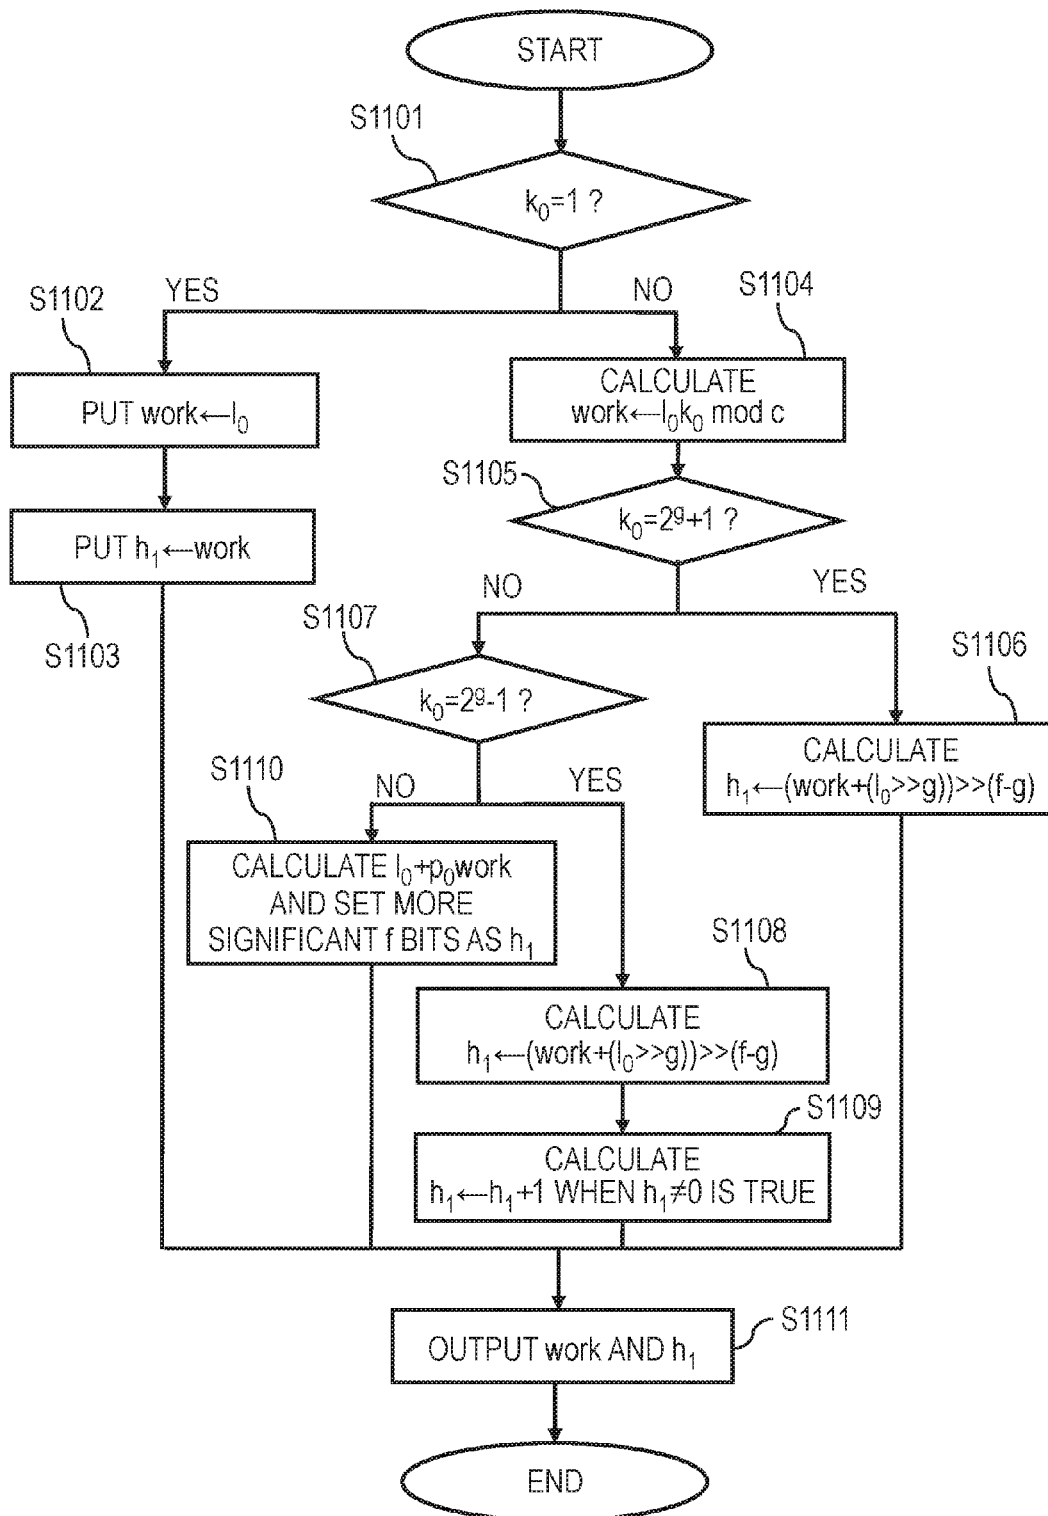 START
S1101
k₀=1 ?
YES
NO
S1102
S1104
PUT work←l₀
CALCULATE
work←l₀k₀ mod c
S1105
k₀=2ᵍ+1 ?
PUT h₁←work
S1103
NO
YES
S1107
k₀=2ᵍ-1 ?
S1106
CALCULATE
h₁←(work+(l₀>>g))>>(f-g)
S1110
NO
YES
CALCULATE l₀+p₀work
AND SET MORE
SIGNIFICANT f BITS AS h₁
S1108
CALCULATE
h₁←(work+(l₀>>g))>>(f-g)
S1109
CALCULATE
h₁←h₁+1 WHEN h₁≠0 IS TRUE
S1111
OUTPUT work AND h₁
END